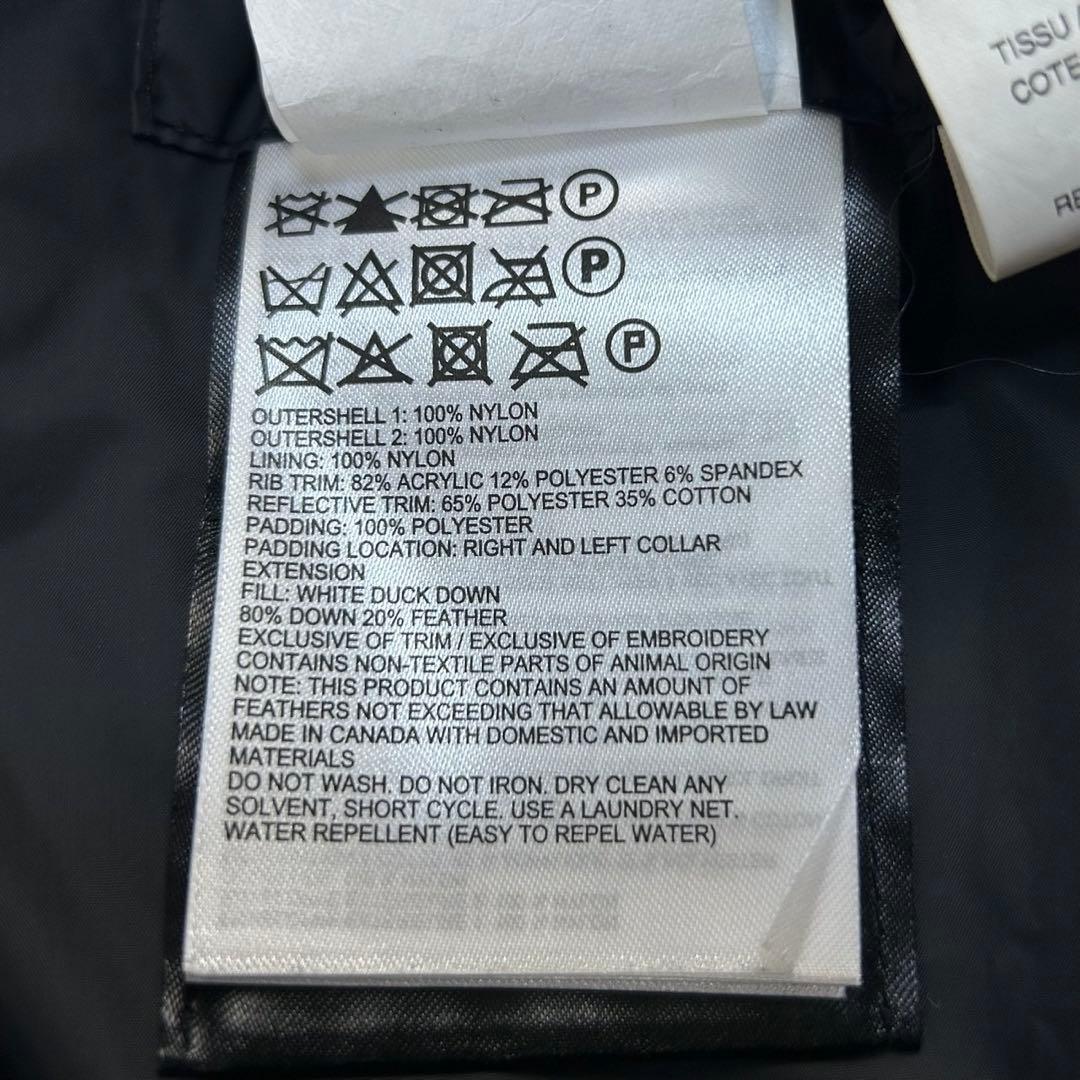 TISSU
COTE
RE
P
P
P
OUTERSHELL 1: 100% NYLON
OUTERSHELL 2: 100% NYLON
LINING: 100% NYLON
RIB TRIM: 82% ACRYLIC 12% POLYESTER 6% SPANDEX
REFLECTIVE TRIM: 65% POLYESTER 35% COTTON
PADDING: 100% POLYESTER
PADDING LOCATION: RIGHT AND LEFT COLLAR
EXTENSION
FILL: WHITE DUCK DOWN
80% DOWN 20% FEATHER
EXCLUSIVE OF TRIM / EXCLUSIVE OF EMBROIDERY
CONTAINS NON-TEXTILE PARTS OF ANIMAL ORIGIN
NOTE: THIS PRODUCT CONTAINS AN AMOUNT OF
FEATHERS NOT EXCEEDING THAT ALLOWABLE BY LAW
MADE IN CANADA WITH DOMESTIC AND IMPORTED
MATERIALS
DO NOT WASH. DO NOT IRON. DRY CLEAN ANY
SOLVENT, SHORT CYCLE. USE A LAUNDRY NET.
WATER REPELLENT (EASY TO REPEL WATER)